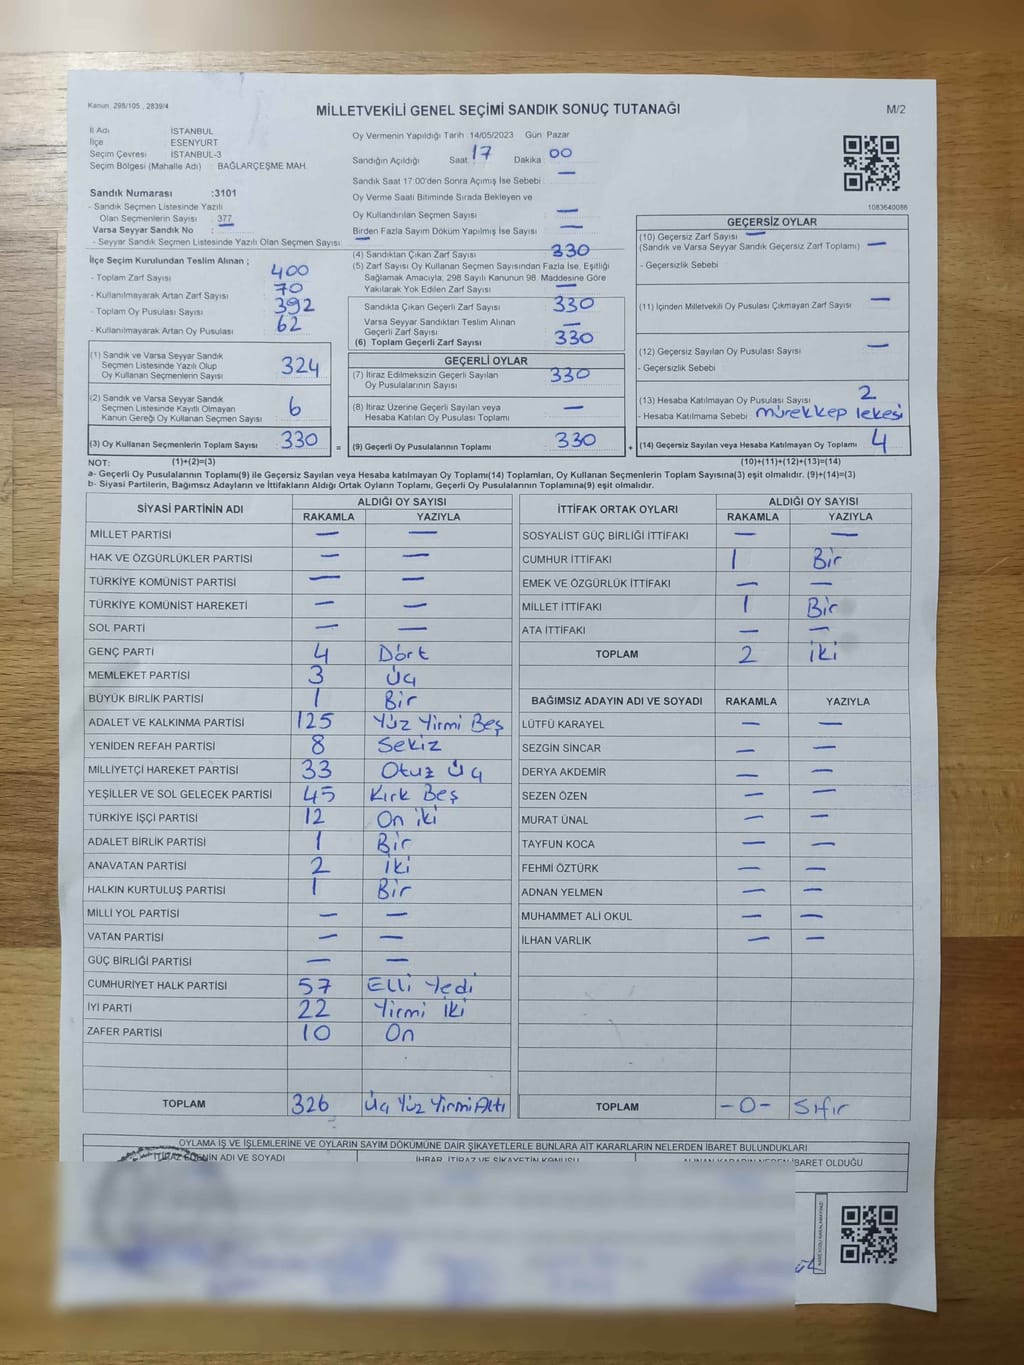 Kanun 298/105 , 2839/4
MİLLETVEKİLİ GENEL SEÇİMİ SANDIK SONUÇ TUTANAĞI
M/2
İl Adı İSTANBUL
İlçe ESENYURT
Seçim Çevresi İSTANBUL-3
Seçim Bölgesi (Mahalle Adı) BAĞLARÇEŞME MAH.
Sandık Numarası :3101
- Sandık Seçmen Listesinde Yazılı
Olan Seçmenlerin Sayısı : 377
Varsa Seyyar Sandık No : —
- Seyyar Sandık Seçmen Listesinde Yazılı Olan Seçmen Sayısı —
İlçe Seçim Kurulundan Teslim Alınan ;
- Toplam Zarf Sayısı 400
- Kullanılmayarak Artan Zarf Sayısı 70
- Toplam Oy Pusulası Sayısı 392
- Kullanılmayarak Artan Oy Pusulası 62
(1) Sandık ve Varsa Seyyar Sandık
Seçmen Listesinde Yazılı Olup
Oy Kullanan Seçmenlerin Sayısı 324
(2) Sandık ve Varsa Seyyar Sandık
Seçmen Listesinde Kayıtlı Olmayan
Kanun Gereği Oy Kullanan Seçmen Sayısı 6
(3) Oy Kullanan Seçmenlerin Toplam Sayısı 330 =
Oy Vermenin Yapıldığı Tarih 14/05/2023 Gün Pazar
Sandığın Açıldığı Saat 17 Dakika 00
Sandık Saat 17:00'den Sonra Açımış İse Sebebi —
Oy Verme Saati Bitiminde Sırada Bekleyen ve
Oy Kullandırılan Seçmen Sayısı —
Birden Fazla Sayım Döküm Yapılmış İse Sayısı —
(4) Sandıktan Çıkan Zarf Sayısı 330
(5) Zarf Sayısı Oy Kullanan Seçmen Sayısından Fazla İse, Eşitliği
Sağlamak Amacıyla, 298 Sayılı Kanunun 98. Maddesine Göre
Yakılarak Yok Edilen Zarf Sayısı —
Sandıkta Çıkan Geçerli Zarf Sayısı 330
Varsa Seyyar Sandıktan Teslim Alınan
Geçerli Zarf Sayısı —
(6) Toplam Geçerli Zarf Sayısı 330
GEÇERLİ OYLAR
(7) İtiraz Edilmeksizin Geçerli Sayılan
Oy Pusulalarının Sayısı 330
(8) İtiraz Üzerine Geçerli Sayılan veya
Hesaba Katılan Oy Pusulası Toplamı —
(9) Geçerli Oy Pusulalarının Toplamı 330 +
1083640086
GEÇERSİZ OYLAR
(10) Geçersiz Zarf Sayısı —
(Sandık ve Varsa Seyyar Sandık Geçersiz Zarf Toplamı) —
- Geçersizlik Sebebi
(11) İçinden Milletvekili Oy Pusulası Çıkmayan Zarf Sayısı —
(12) Geçersiz Sayılan Oy Pusulası Sayısı —
- Geçersizlik Sebebi
(13) Hesaba Katılmayan Oy Pusulası Sayısı 2
- Hesaba Katılmama Sebebi mürekkep lekesi
(14) Geçersiz Sayılan veya Hesaba Katılmayan Oy Toplamı 4
NOT: (1)+(2)=(3) (10)+(11)+(12)+(13)=(14)
a- Geçerli Oy Pusulalarının Toplamı(9) ile Geçersiz Sayılan veya Hesaba katılmayan Oy Toplamı(14) Toplamları, Oy Kullanan Seçmenlerin Toplam Sayısına(3) eşit olmalıdır. (9)+(14)=(3)
b- Siyasi Partilerin, Bağımsız Adayların ve İttifakların Aldığı Ortak Oyların Toplamı, Geçerli Oy Pusulalarının Toplamına(9) eşit olmalıdır.
SİYASİ PARTİNİN ADI ALDIĞI OY SAYISI
RAKAMLA YAZIYLA
MİLLET PARTİSİ — —
HAK VE ÖZGÜRLÜKLER PARTİSİ — —
TÜRKİYE KOMÜNİST PARTİSİ — —
TÜRKİYE KOMÜNİST HAREKETİ — —
SOL PARTİ — —
GENÇ PARTİ 4 Dört
MEMLEKET PARTİSİ 3 Üç
BÜYÜK BİRLİK PARTİSİ 1 Bir
ADALET VE KALKINMA PARTİSİ 125 Yüz Yirmi Beş
YENİDEN REFAH PARTİSİ 8 Sekiz
MİLLİYETÇİ HAREKET PARTİSİ 33 Otuz Üç
YEŞİLLER VE SOL GELECEK PARTİSİ 45 Kırk Beş
TÜRKİYE İŞÇİ PARTİSİ 12 On iki
ADALET BİRLİK PARTİSİ 1 Bir
ANAVATAN PARTİSİ 2 iki
HALKIN KURTULUŞ PARTİSİ 1 Bir
MİLLİ YOL PARTİSİ — —
VATAN PARTİSİ — —
GÜÇ BİRLİĞİ PARTİSİ — —
CUMHURİYET HALK PARTİSİ 57 Elli Yedi
İYİ PARTİ 22 Yirmi iki
ZAFER PARTİSİ 10 On
TOPLAM 326 Üç Yüz Yirmi Altı
İTTİFAK ORTAK OYLARI ALDIĞI OY SAYISI
RAKAMLA YAZIYLA
SOSYALİST GÜÇ BİRLİĞİ İTTİFAKI — —
CUMHUR İTTİFAKI 1 Bir
EMEK VE ÖZGÜRLÜK İTTİFAKI — —
MİLLET İTTİFAKI 1 Bir
ATA İTTİFAKI — —
TOPLAM 2 iki
BAĞIMSIZ ADAYIN ADI VE SOYADI RAKAMLA YAZIYLA
LÜTFÜ KARAYEL — —
SEZGİN SİNCAR — —
DERYA AKDEMİR — —
SEZEN ÖZEN — —
MURAT ÜNAL — —
TAYFUN KOCA — —
FEHMİ ÖZTÜRK — —
ADNAN YELMEN — —
MUHAMMET ALİ OKUL — —
İLHAN VARLIK — —
TOPLAM -0- Sıfır
OYLAMA İŞ VE İŞLEMLERİNE VE OYLARIN SAYIM DÖKÜMÜNE DAİR ŞİKAYETLERLE BUNLARA AİT KARARLARIN NELERDEN İBARET BULUNDUKLARI
İTİRAZ EDENİN ADI VE SOYADI İHBAR, İTİRAZ VE ŞİKAYETİN KONUSU ALINAN KARARIN NEDEN İBARET OLDUĞU